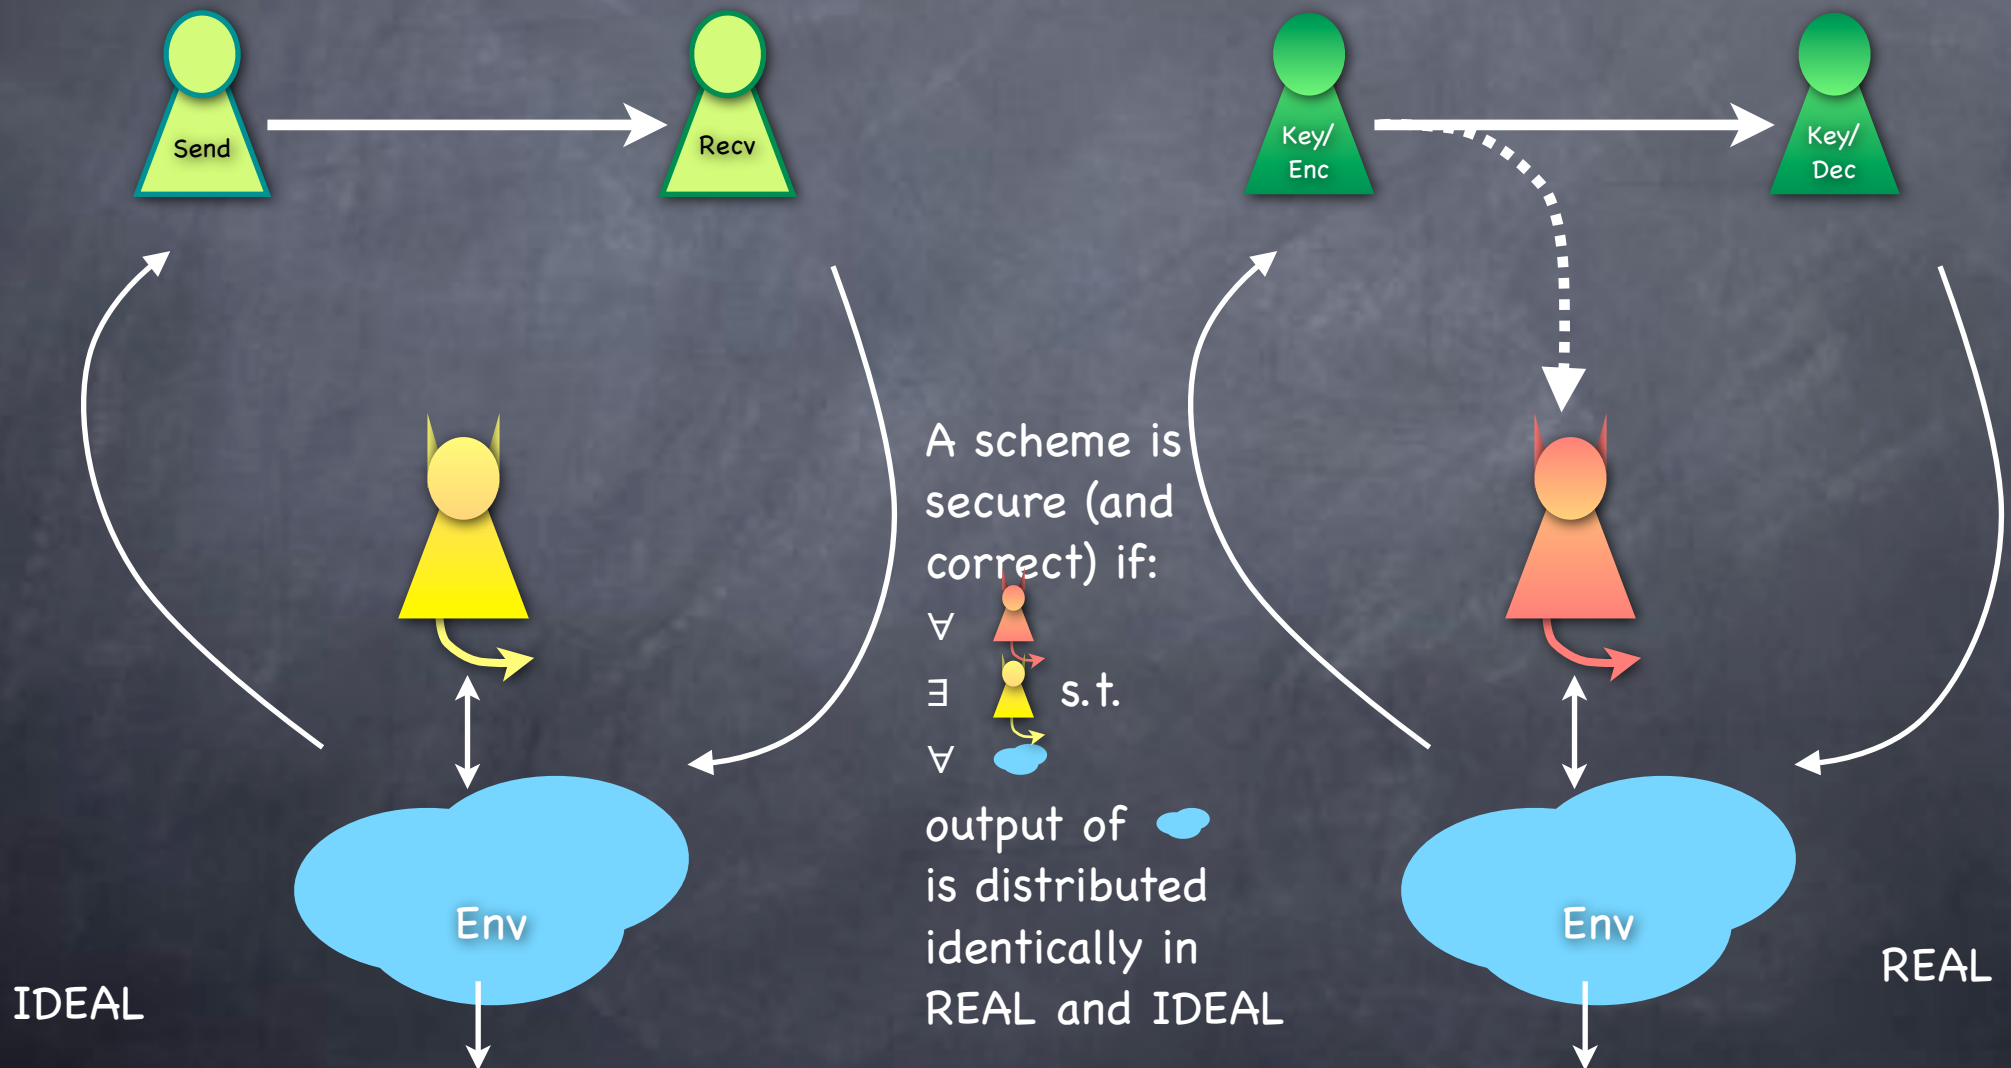 Send
Recv
Key/
Enc
Key/
Dec
A scheme is
secure (and
correct) if:
∀
∃ s.t.
∀
output of
is distributed
identically in
REAL and IDEAL
Env
Env
IDEAL
REAL